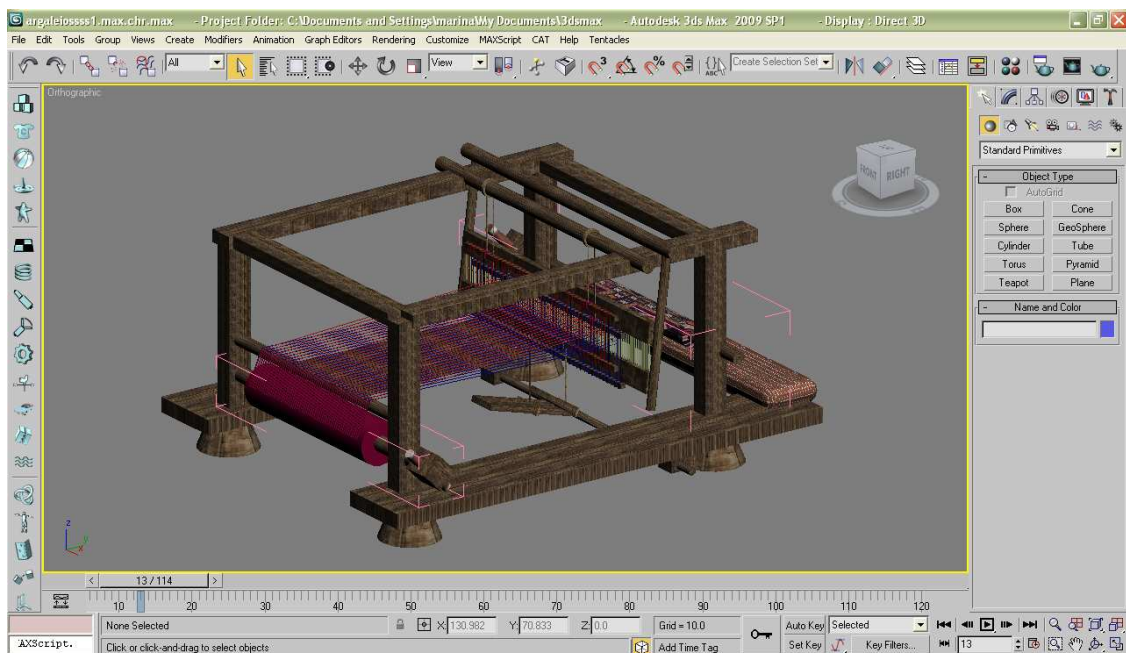 argaleiossss1.max.chr.max - Project Folder: C:\Documents and Settings\marina\My Documents\3dsmax - Autodesk 3ds Max 2009 SP1 - Display : Direct 3D
File Edit Tools Group Views Create Modifiers Animation Graph Editors Rendering Customize MAXScript CAT Help Tentacles
All View 3 % ABC Create Selection Set
Orthographic
FRONT RIGHT
Standard Primitives
- Object Type
AutoGrid
Box Cone
Sphere GeoSphere
Cylinder Tube
Torus Pyramid
Teapot Plane
- Name and Color
z y x
< 13 / 114 >
10 20 30 40 50 60 70 80 90 100 110 120
None Selected X: 130.982 Y: 70.833 Z: 0.0 Grid = 10.0 Auto Key Selected
AXScript. Click or click-and-drag to select objects Add Time Tag Set Key Key Filters... 13